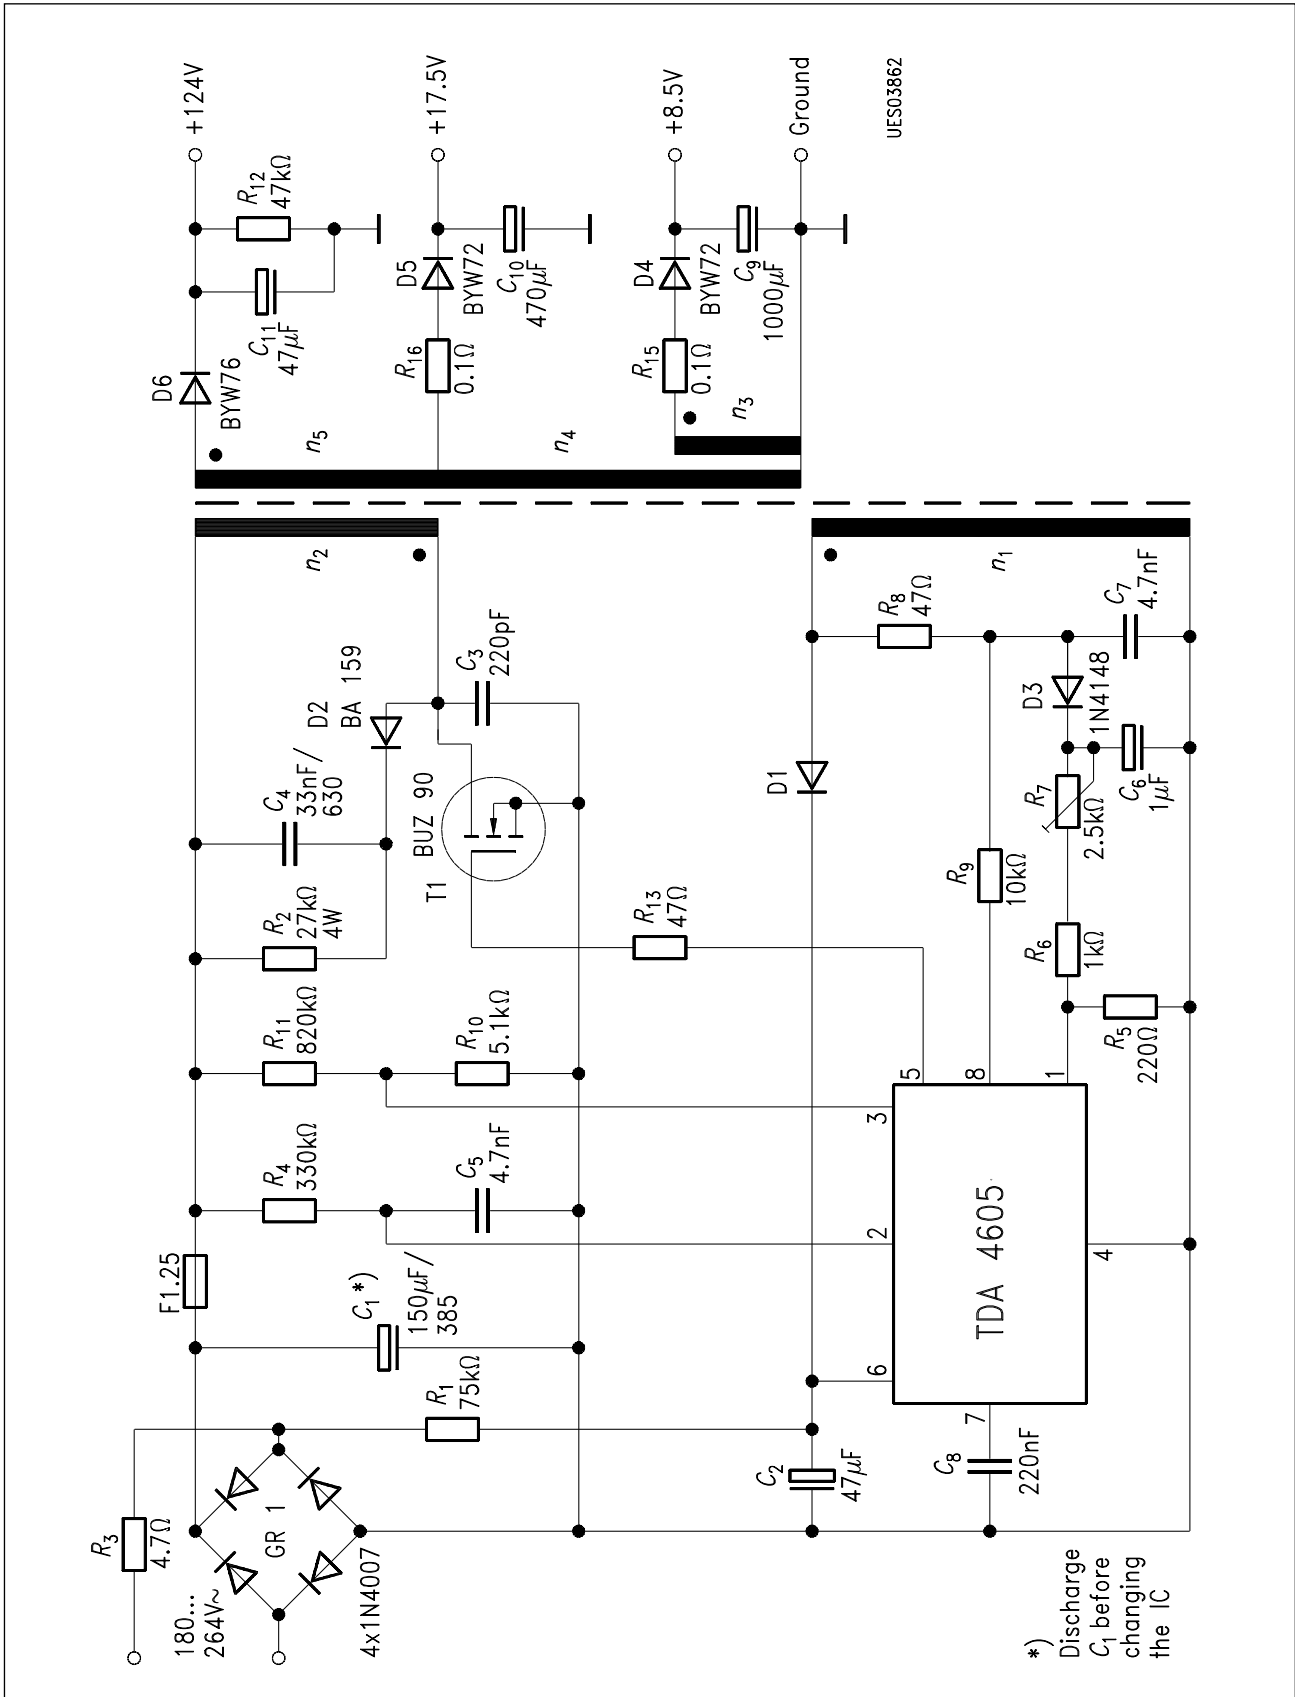 R3
4.7Ω
180...
264V~
GR 1
4x1N4007
F1.25
C1*)
150µF/
385
R1
75kΩ
R4
330kΩ
C5
4.7nF
R11
820kΩ
R10
5.1kΩ
R2
27kΩ
4W
C4
33nF/
630
D2
BA 159
T1
BUZ 90
C3
220pF
n2
R13
47Ω
D1
C2
47µF
C8
220nF
TDA 4605
2
3
5
8
1
4
6
7
R9
10kΩ
R8
47Ω
D3
1N4148
R7
2.5kΩ
R6
1kΩ
R5
220Ω
C6
1µF
C7
4.7nF
n1
n5
n4
n3
D6
BYW76
C11
47µF
R12
47kΩ
+124V
R16
0.1Ω
D5
BYW72
C10
470µF
+17.5V
R15
0.1Ω
D4
BYW72
C9
1000µF
+8.5V
Ground
UES03862
*)
Discharge
C1 before
changing
the IC